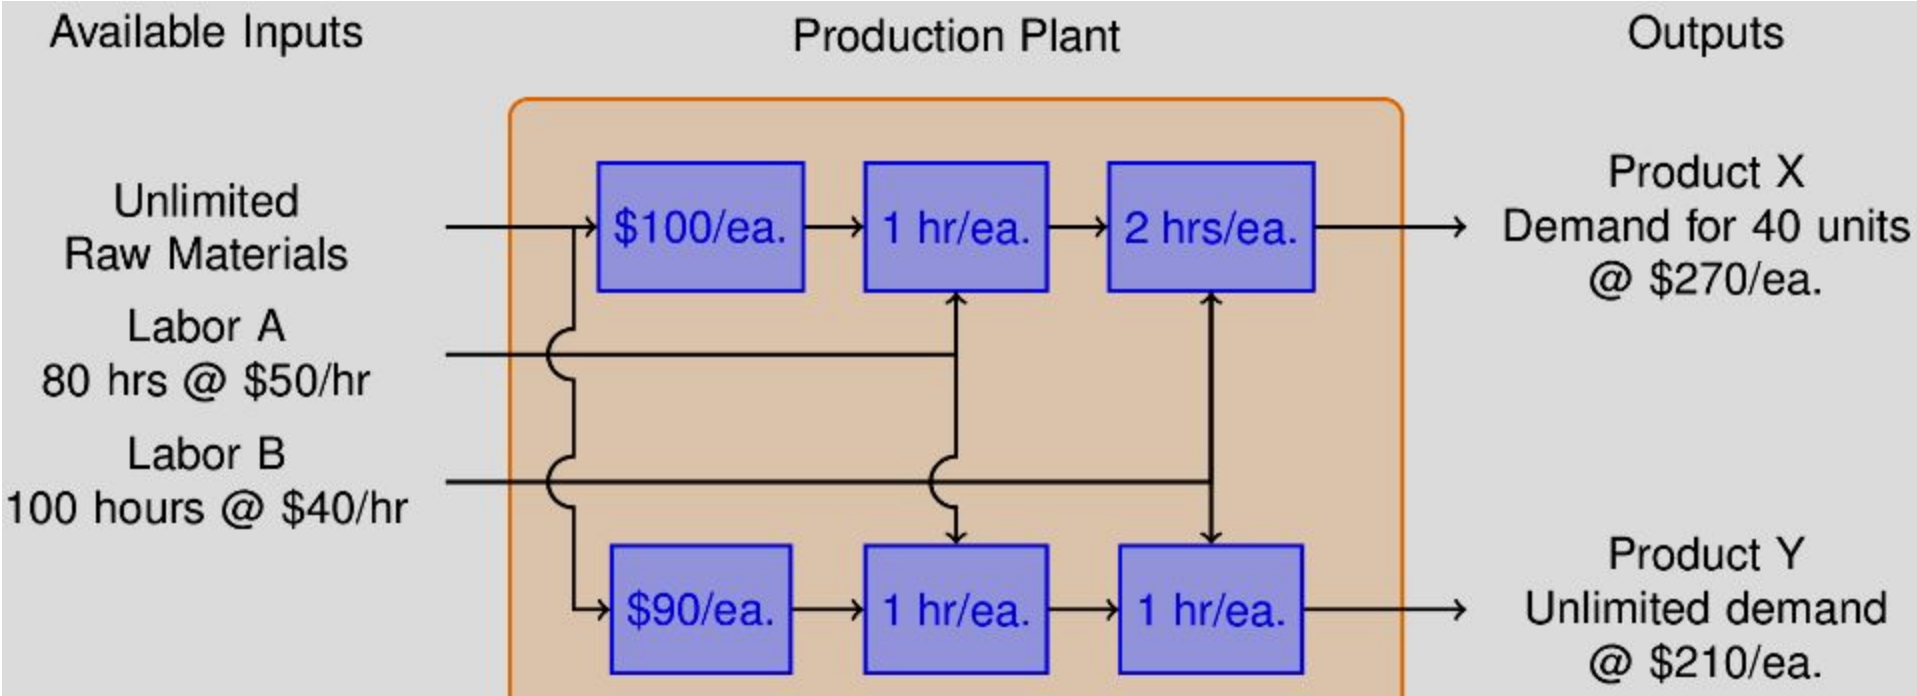 Available Inputs
Production Plant
Outputs
Unlimited
Raw Materials
Labor A
80 hrs @ $50/hr
Labor B
100 hours @ $40/hr
$100/ea.
1 hr/ea.
2 hrs/ea.
$90/ea.
1 hr/ea.
1 hr/ea.
Product X
Demand for 40 units
@ $270/ea.
Product Y
Unlimited demand
@ $210/ea.